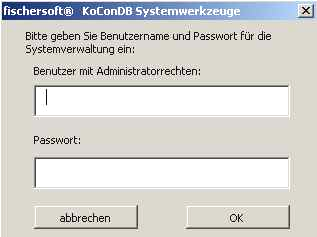 fischersoft® KoConDB Systemwerkzeuge
Bitte geben Sie Benutzername und Passwort für die
Systemverwaltung ein:
Benutzer mit Administratorrechten:
Passwort:
abbrechen
OK